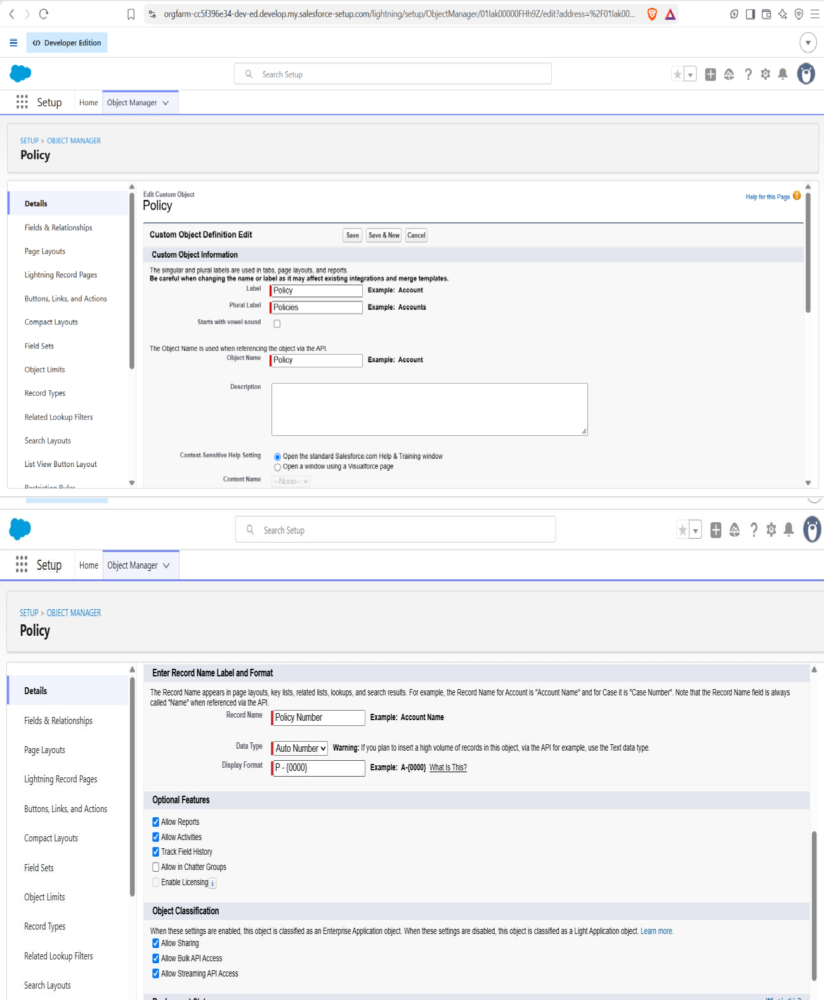 orgfarm-cc5f396e34-dev-ed.develop.my.salesforce-setup.com/lightning/setup/ObjectManager/01Iak00000FHh9Z/edit?address=%2F01Iak00...
</> Developer Edition
Search Setup
Setup
Home
Object Manager
SETUP > OBJECT MANAGER
Policy
Details
Fields & Relationships
Page Layouts
Lightning Record Pages
Buttons, Links, and Actions
Compact Layouts
Field Sets
Object Limits
Record Types
Related Lookup Filters
Search Layouts
List View Button Layout
Restriction Rules
Edit Custom Object
Policy
Help for this Page ?
Custom Object Definition Edit
Save
Save & New
Cancel
Custom Object Information
The singular and plural labels are used in tabs, page layouts, and reports.
Be careful when changing the name or label as it may affect existing integrations and merge templates.
Label Policy Example: Account
Plural Label Policies Example: Accounts
Starts with vowel sound
The Object Name is used when referencing the object via the API.
Object Name Policy Example: Account
Description
Context-Sensitive Help Setting Open the standard Salesforce.com Help & Training window
Open a window using a Visualforce page
Content Name --None--
Search Setup
Setup
Home
Object Manager
SETUP > OBJECT MANAGER
Policy
Details
Fields & Relationships
Page Layouts
Lightning Record Pages
Buttons, Links, and Actions
Compact Layouts
Field Sets
Object Limits
Record Types
Related Lookup Filters
Search Layouts
Enter Record Name Label and Format
The Record Name appears in page layouts, key lists, related lists, lookups, and search results. For example, the Record Name for Account is "Account Name" and for Case it is "Case Number". Note that the Record Name field is always
called "Name" when referenced via the API.
Record Name Policy Number Example: Account Name
Data Type Auto Number Warning: If you plan to insert a high volume of records in this object, via the API for example, use the Text data type.
Display Format P - {0000} Example: A-{0000} What Is This?
Optional Features
Allow Reports
Allow Activities
Track Field History
Allow in Chatter Groups
Enable Licensing i
Object Classification
When these settings are enabled, this object is classified as an Enterprise Application object. When these settings are disabled, this object is classified as a Light Application object. Learn more.
Allow Sharing
Allow Bulk API Access
Allow Streaming API Access